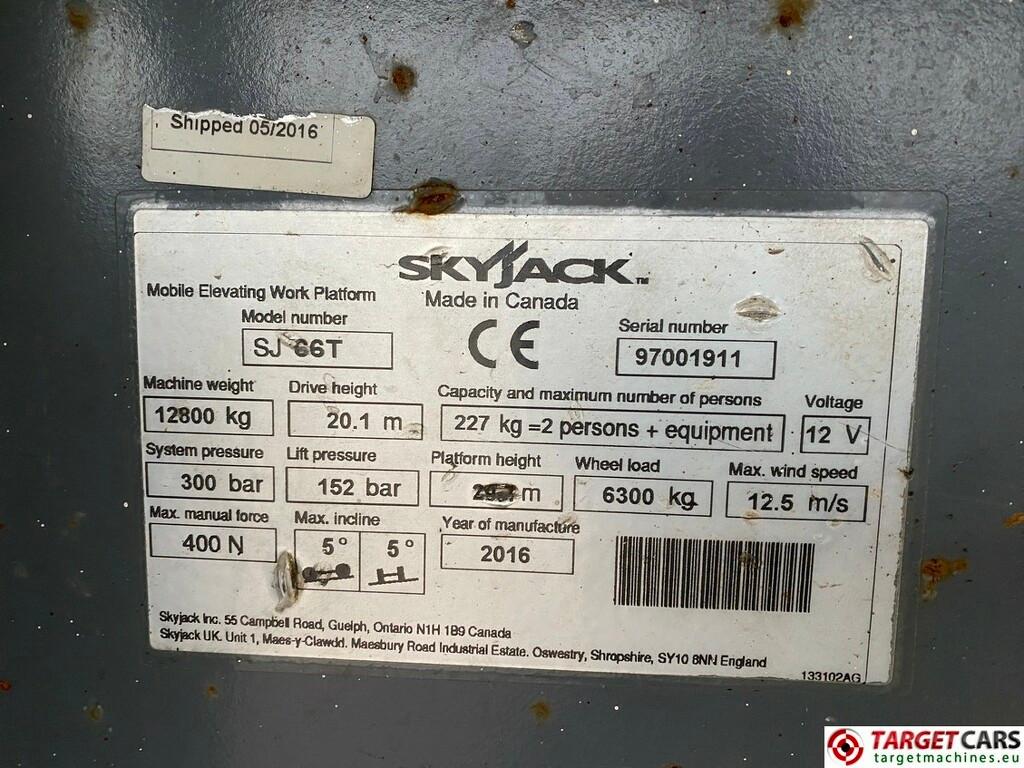 Shipped 05/2016
SKYJACK™
Mobile Elevating Work Platform
Made in Canada
Model number
SJ 66T
CE
Serial number
97001911
Machine weight
12800 kg
Drive height
20.1 m
Capacity and maximum number of persons
227 kg =2 persons + equipment
Voltage
12 V
System pressure
300 bar
Lift pressure
152 bar
Platform height
m
Wheel load
6300 kg
Max. wind speed
12.5 m/s
Max. manual force
400 N
Max. incline
5° 5°
Year of manufacture
2016
Skyjack Inc. 55 Campbell Road, Guelph, Ontario N1H 1B9 Canada
Skyjack UK. Unit 1, Maes-y-Clawdd. Maesbury Road Industrial Estate. Oswestry, Shropshire, SY10 8NN England
133102AG
TARGETCARS
targetmachines.eu